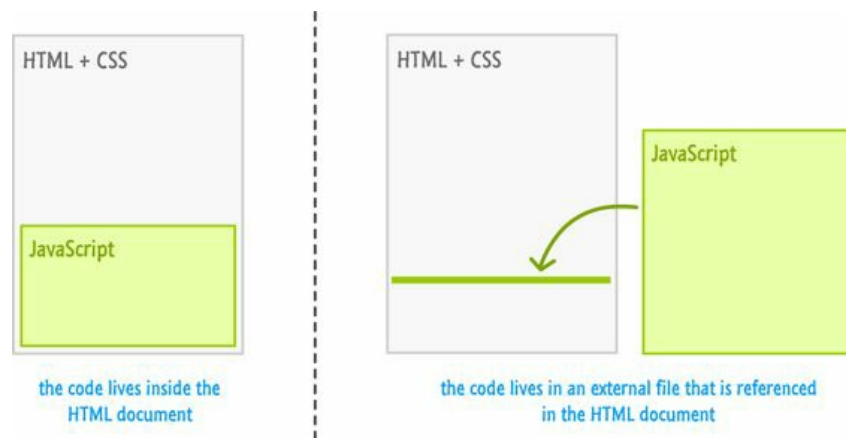 HTML + CSS
JavaScript
the code lives inside the
HTML document
HTML + CSS
JavaScript
the code lives in an external file that is referenced
in the HTML document